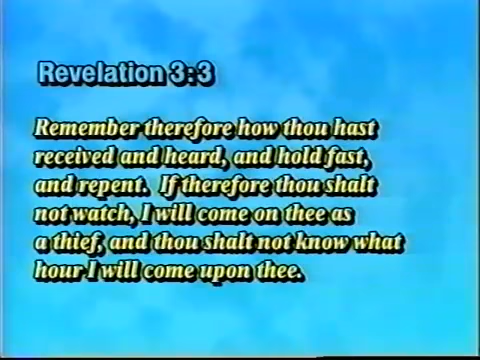 Revelation 3:3
Remember therefore how thou hast
received and heard, and hold fast,
and repent. If therefore thou shalt
not watch, I will come on thee as
a thief, and thou shalt not know what
hour I will come upon thee.